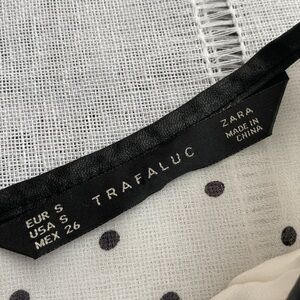 EUR S
USA S
MEX 26
TRAFALUC
ZARA
MADE IN
CHINA